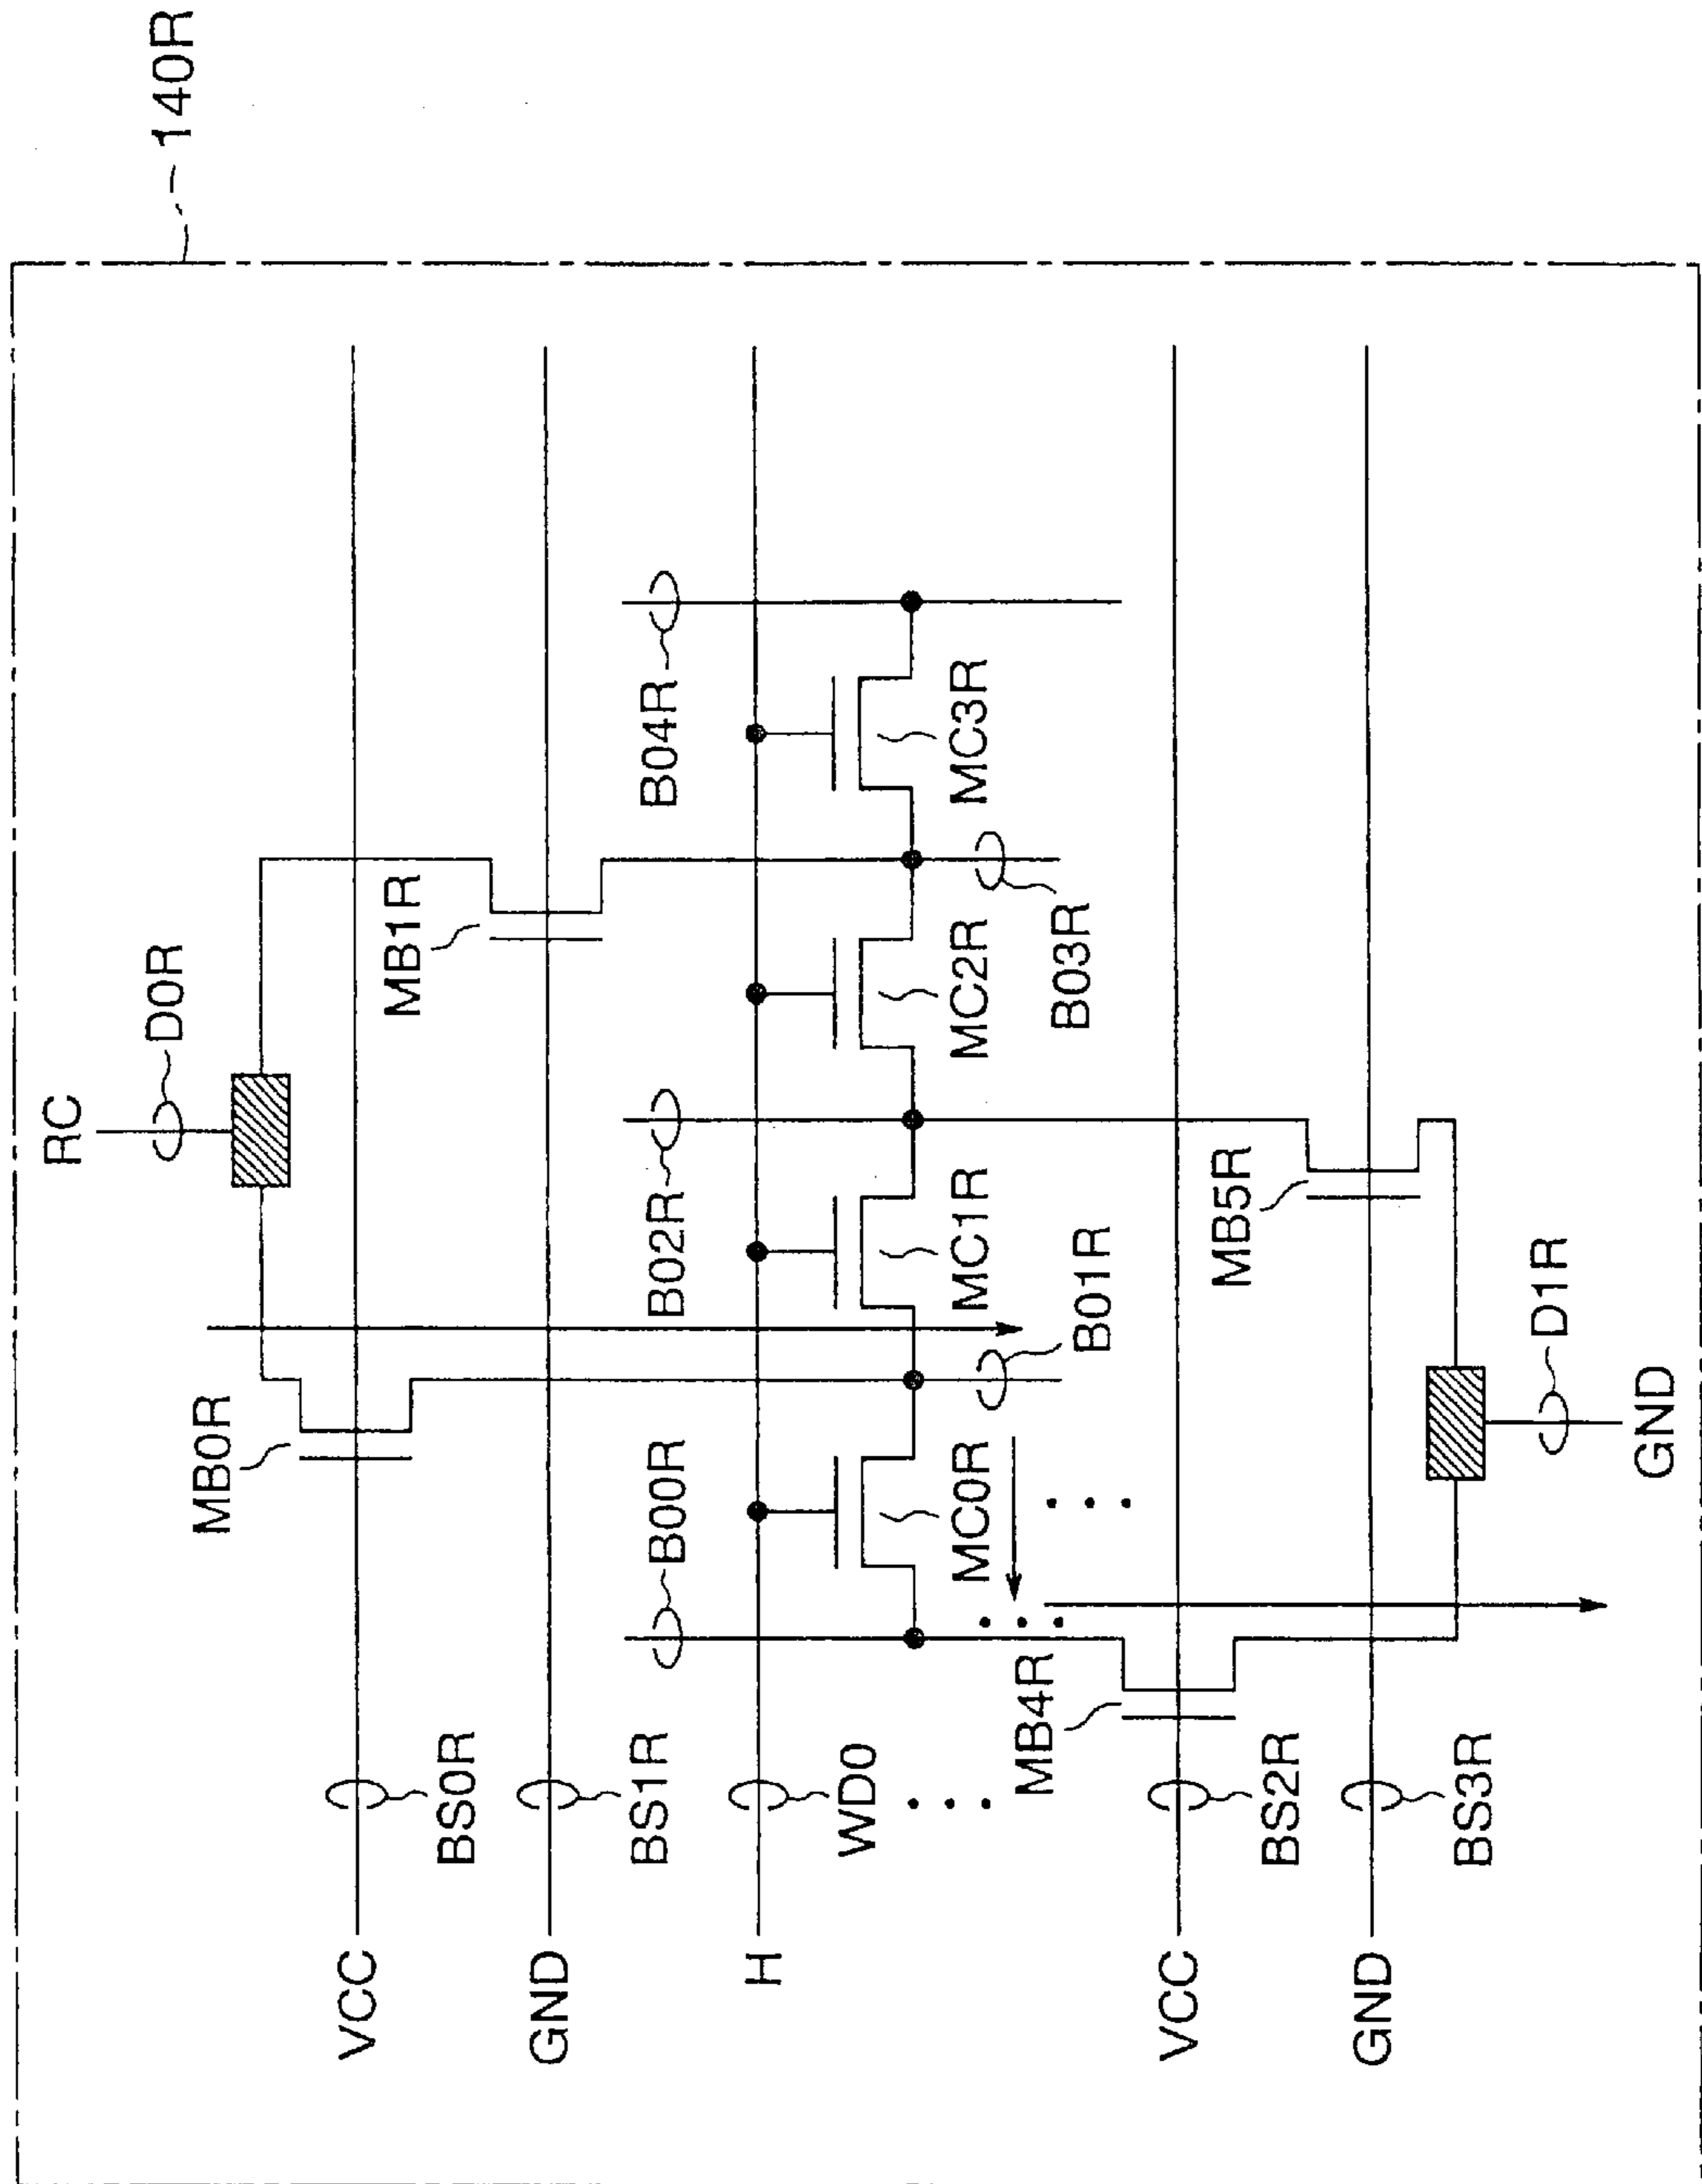 140R
RC
D0R
MB0R
MB1R
VCC
BS0R
GND
BS1R
B00R
B02R
B04R
H
WD0
MC0R
MC1R
MC2R
MC3R
B01R
B03R
MB4R
VCC
BS2R
MB5R
GND
BS3R
D1R
GND